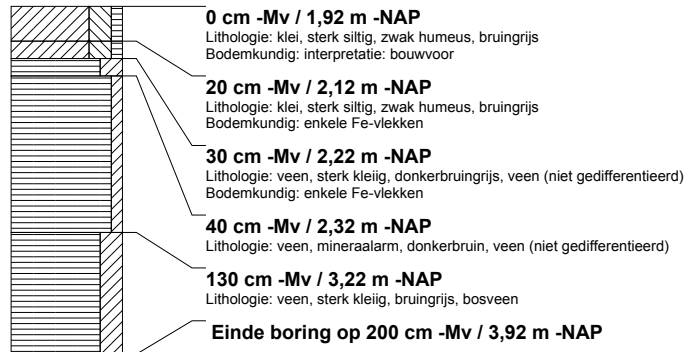 0 cm -Mv / 1,92 m -NAP
Lithologie: klei, sterk siltig, zwak humeus, bruingrijs
Bodemkundig: interpretatie: bouwvoor
20 cm -Mv / 2,12 m -NAP
Lithologie: klei, sterk siltig, zwak humeus, bruingrijs
Bodemkundig: enkele Fe-vlekken
30 cm -Mv / 2,22 m -NAP
Lithologie: veen, sterk kleiig, donkerbruingrijs, veen (niet gedifferentieerd)
Bodemkundig: enkele Fe-vlekken
40 cm -Mv / 2,32 m -NAP
Lithologie: veen, mineraalarm, donkerbruin, veen (niet gedifferentieerd)
130 cm -Mv / 3,22 m -NAP
Lithologie: veen, sterk kleiig, bruingrijs, bosveen
Einde boring op 200 cm -Mv / 3,92 m -NAP